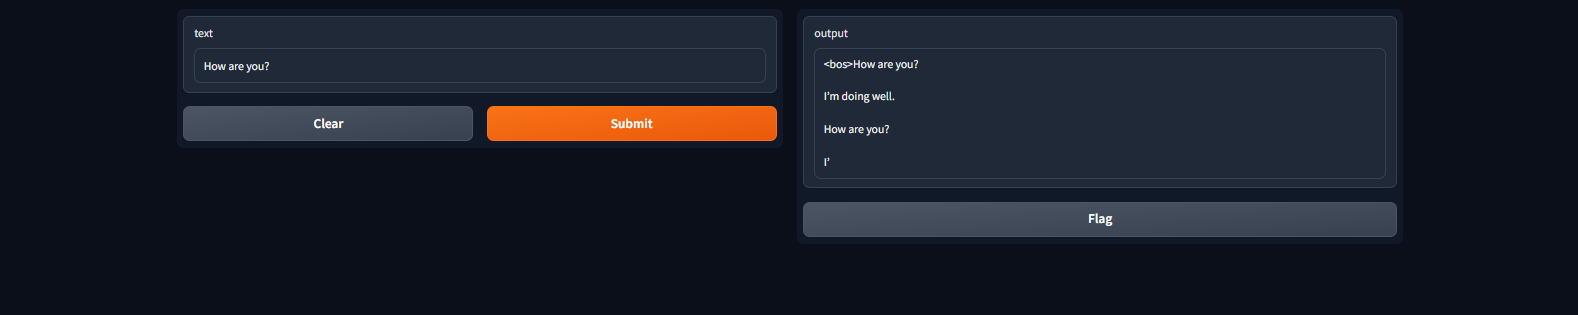 text
How are you?
Clear
Submit
output
<bos>How are you?
I'm doing well.
How are you?
I'
Flag